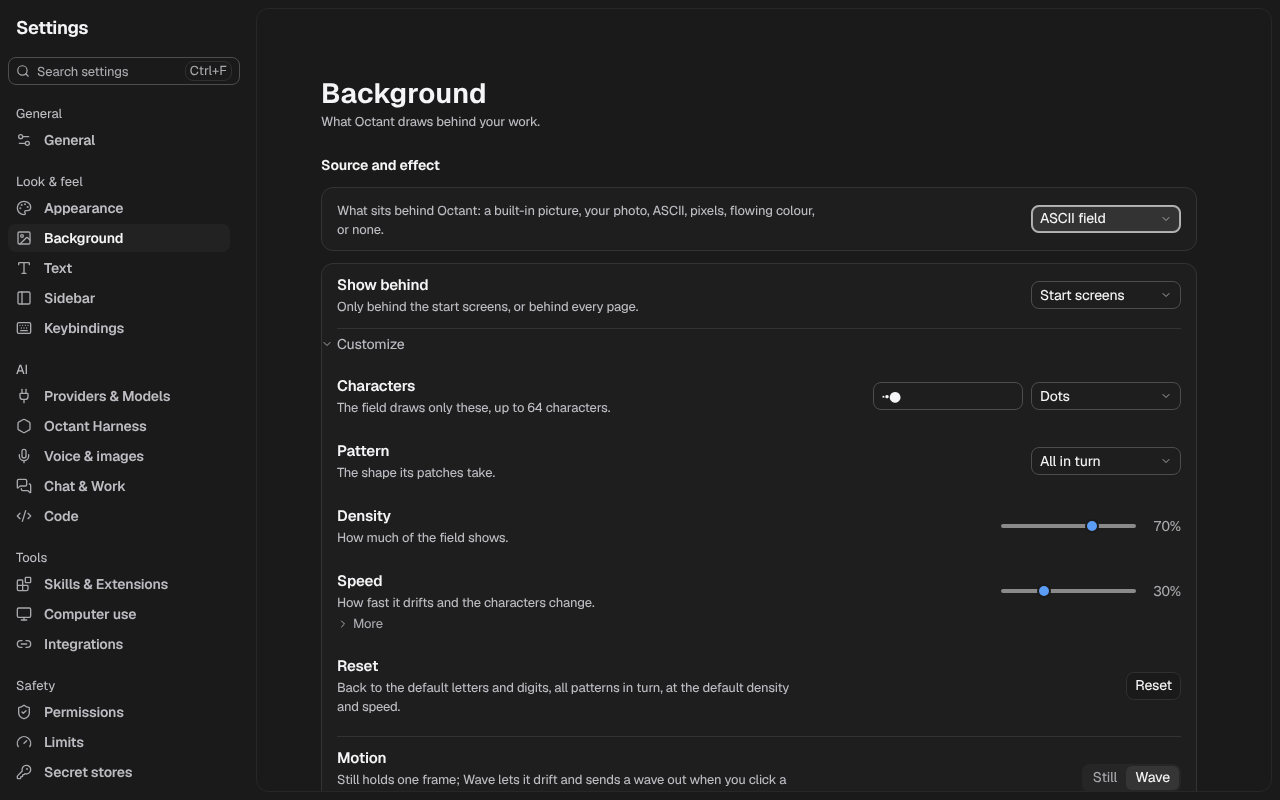 Settings
Search settings
Ctrl+F
General
General
Look & feel
Appearance
Background
Text
Sidebar
Keybindings
AI
Providers & Models
Octant Harness
Voice & images
Chat & Work
Code
Tools
Skills & Extensions
Computer use
Integrations
Safety
Permissions
Limits
Secret stores
Background
What Octant draws behind your work.
Source and effect
What sits behind Octant: a built-in picture, your photo, ASCII, pixels, flowing colour,
or none.
ASCII field
Show behind
Only behind the start screens, or behind every page.
Start screens
Customize
Characters
The field draws only these, up to 64 characters.
Dots
Pattern
The shape its patches take.
All in turn
Density
How much of the field shows.
70%
Speed
How fast it drifts and the characters change.
30%
More
Reset
Back to the default letters and digits, all patterns in turn, at the default density
and speed.
Reset
Motion
Still holds one frame; Wave lets it drift and sends a wave out when you click a
Still
Wave